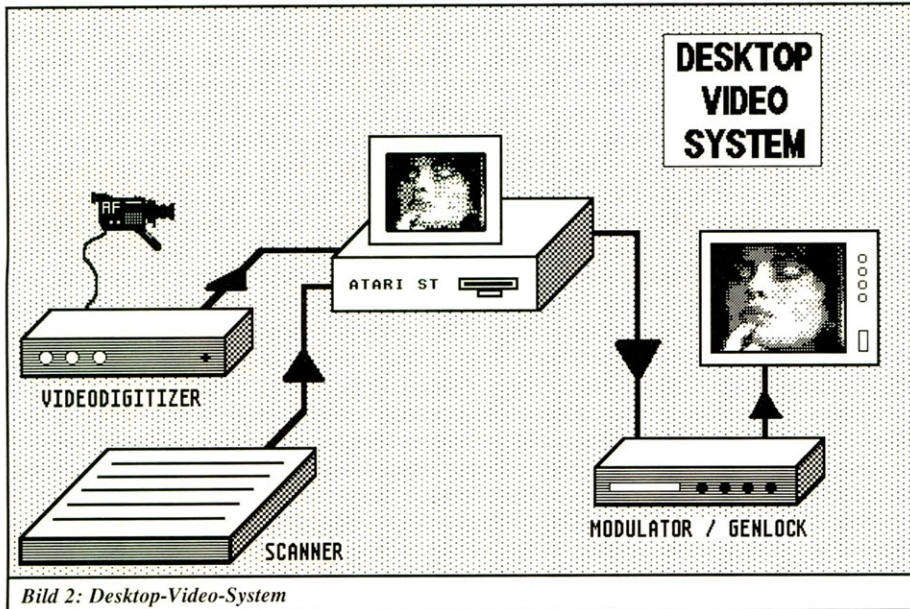 DESKTOP
VIDEO
SYSTEM
AF
ATARI ST
VIDEODIGITIZER
SCANNER
MODULATOR / GENLOCK
Bild 2: Desktop-Video-System